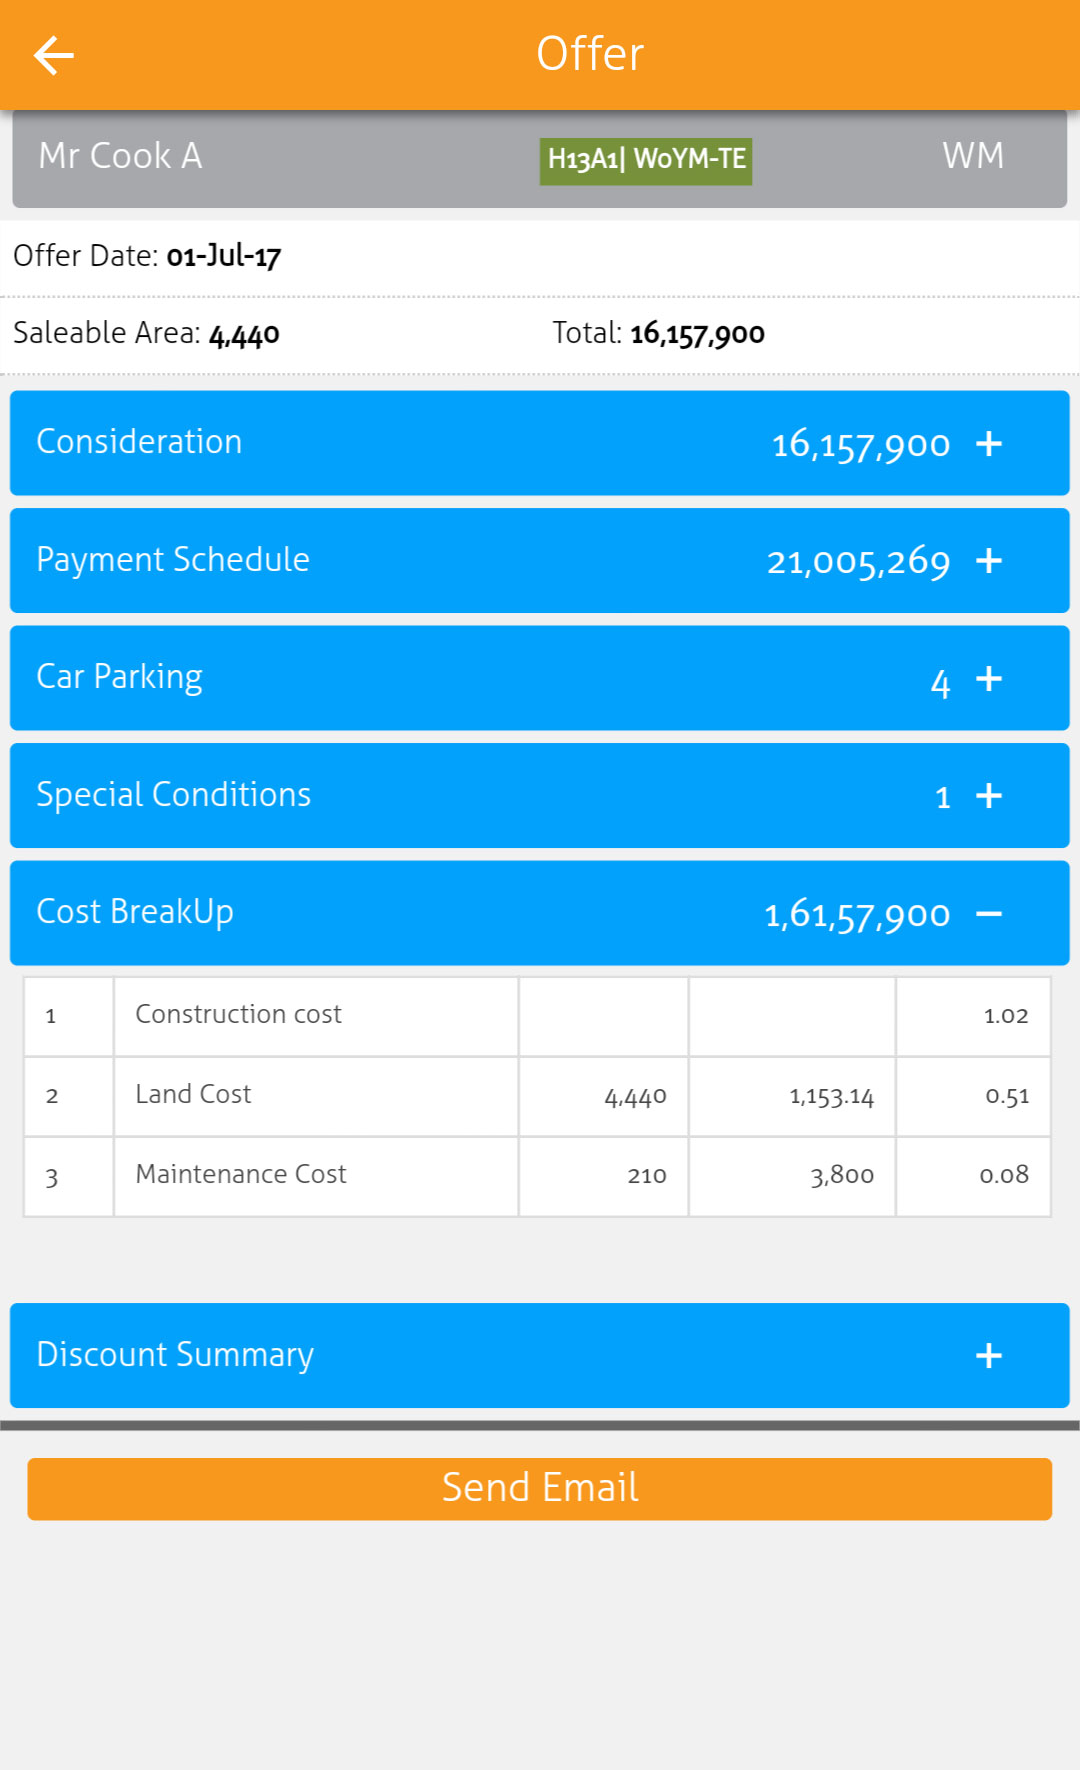 Offer
Mr Cook A H13A1| W0YM-TE WM
Offer Date: 01-Jul-17
Saleable Area: 4,440 Total: 16,157,900
Consideration 16,157,900 +
Payment Schedule 21,005,269 +
Car Parking 4 +
Special Conditions 1 +
Cost BreakUp 1,61,57,900 −
1 Construction cost 1.02
2 Land Cost 4,440 1,153.14 0.51
3 Maintenance Cost 210 3,800 0.08
Discount Summary +
Send Email